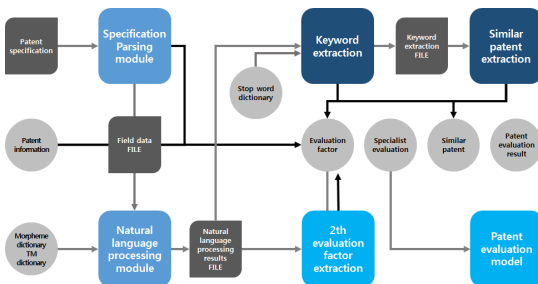 Patent
specification
Specification
Parsing
module
Keyword
extraction
Keyword
extraction
FILE
Similar
patent
extraction
Stop word
dictionary
Patent
information
Field data
FILE
Evaluation
factor
Specialist
evaluation
Similar
patent
Patent
evaluation
result
Morpheme
dictionary
TM
dictionary
Natural
language
processing
module
Natural
language
processing
results
FILE
2th
evaluation
factor
extraction
Patent
evaluation
model